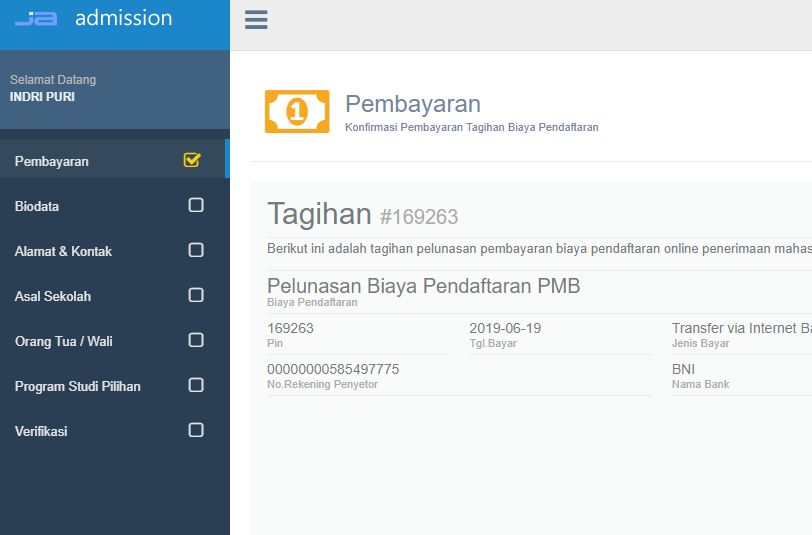 ja admission
Selamat Datang
INDRI PURI
Pembayaran
Biodata
Alamat & Kontak
Asal Sekolah
Orang Tua / Wali
Program Studi Pilihan
Verifikasi
1
Pembayaran
Konfirmasi Pembayaran Tagihan Biaya Pendaftaran
Tagihan #169263
Berikut ini adalah tagihan pelunasan pembayaran biaya pendaftaran online penerimaan mahas
Pelunasan Biaya Pendaftaran PMB
Biaya Pendaftaran
169263 2019-06-19 Transfer via Internet B
Pin Tgl.Bayar Jenis Bayar
00000000585497775 BNI
No.Rekening Penyetor Nama Bank